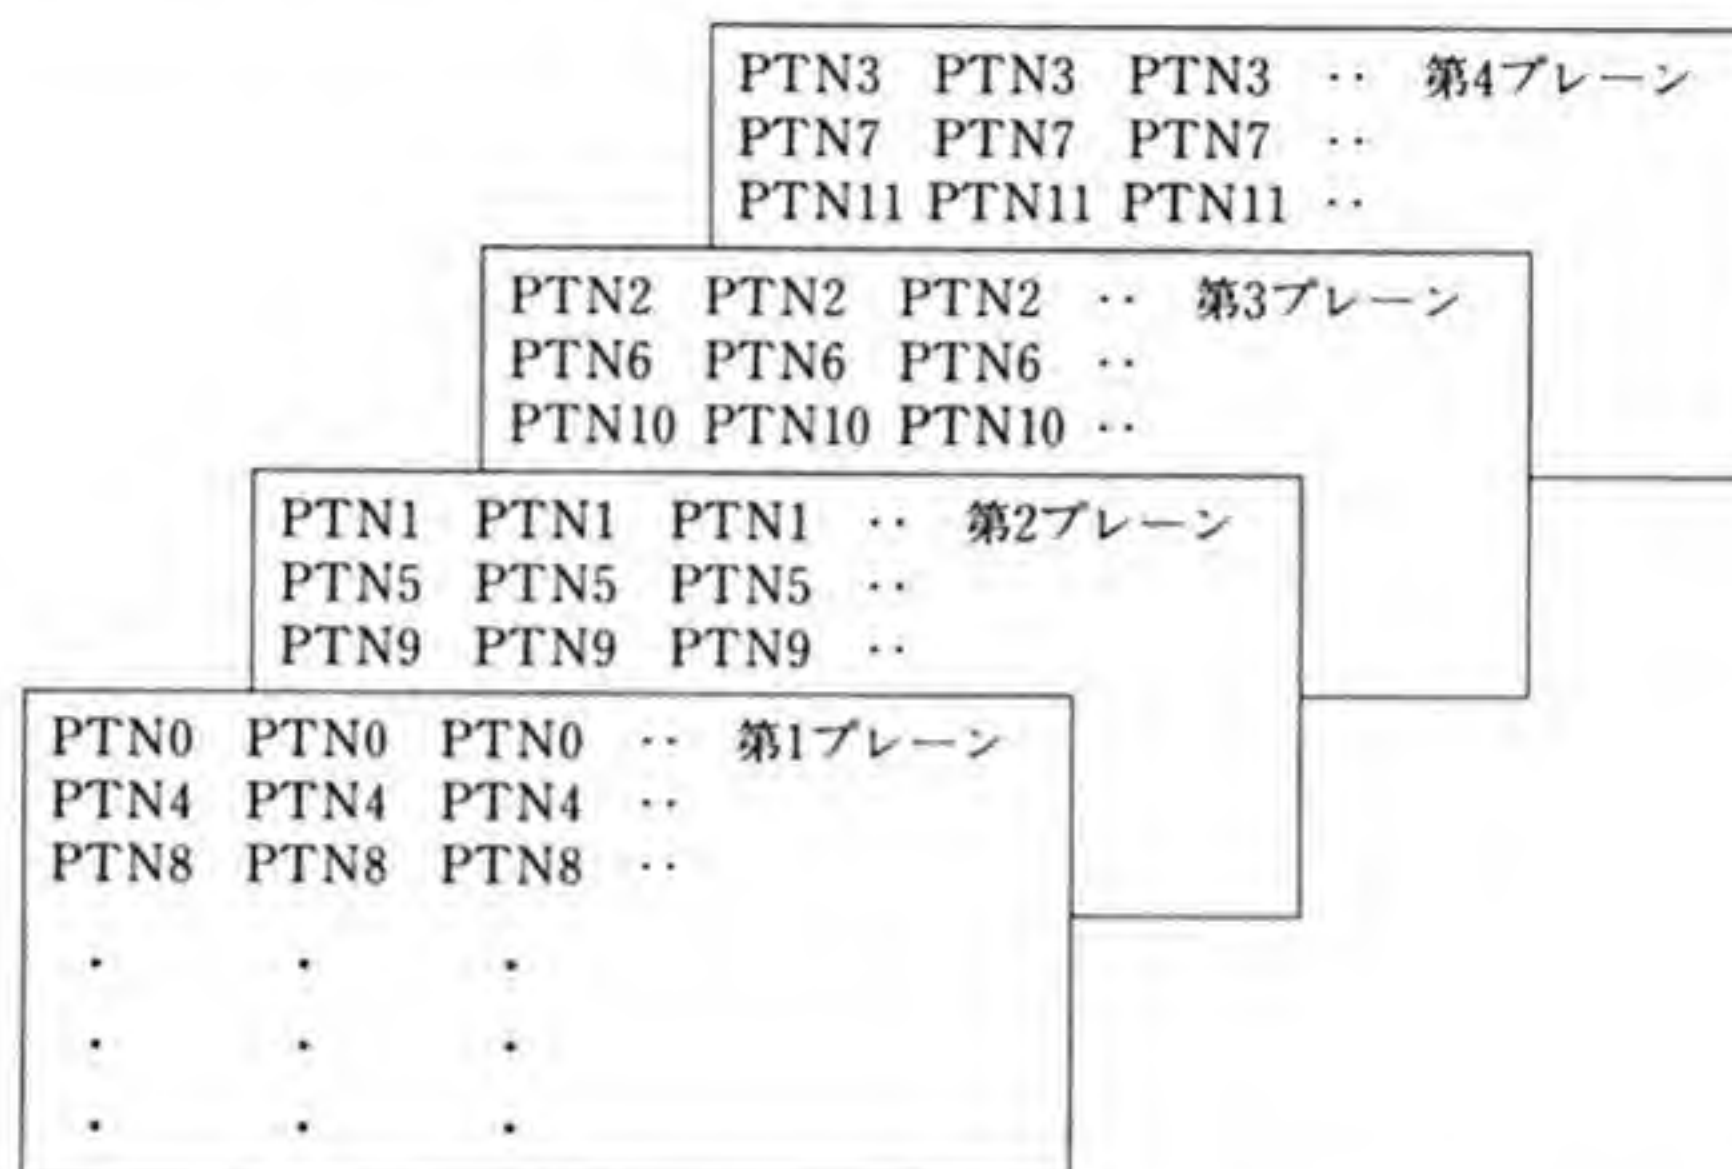 PTN3 PTN3 PTN3 ‥ 第4プレーン
PTN7 PTN7 PTN7 ‥
PTN11 PTN11 PTN11 ‥
PTN2 PTN2 PTN2 ‥ 第3プレーン
PTN6 PTN6 PTN6 ‥
PTN10 PTN10 PTN10 ‥
PTN1 PTN1 PTN1 ‥ 第2プレーン
PTN5 PTN5 PTN5 ‥
PTN9 PTN9 PTN9 ‥
PTN0 PTN0 PTN0 ‥ 第1プレーン
PTN4 PTN4 PTN4 ‥
PTN8 PTN8 PTN8 ‥
・ ・ ・
・ ・ ・
・ ・ ・